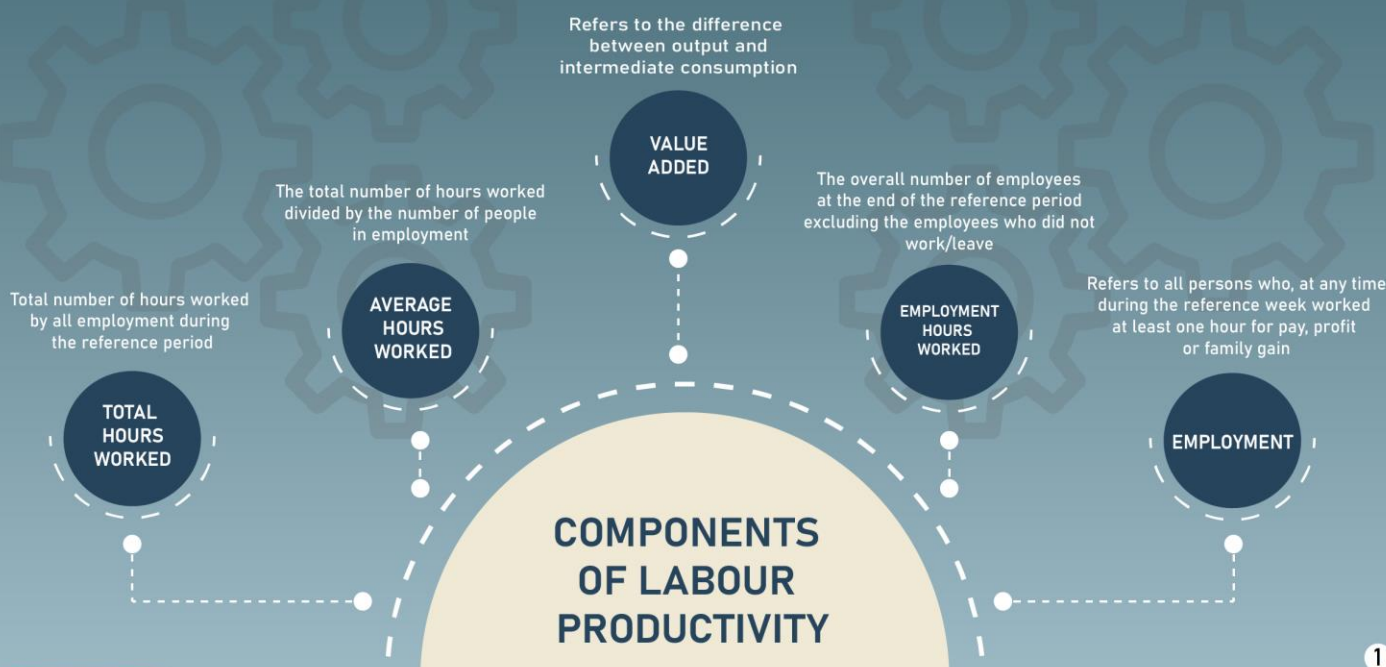 Refers to the difference
between output and
intermediate consumption
VALUE
ADDED
The total number of hours worked
divided by the number of people
in employment
AVERAGE
HOURS
WORKED
The overall number of employees
at the end of the reference period
excluding the employees who did not
work/leave
EMPLOYMENT
HOURS
WORKED
Total number of hours worked
by all employment during
the reference period
TOTAL
HOURS
WORKED
Refers to all persons who, at any time
during the reference week worked
at least one hour for pay, profit
or family gain
EMPLOYMENT
COMPONENTS
OF LABOUR
PRODUCTIVITY
1